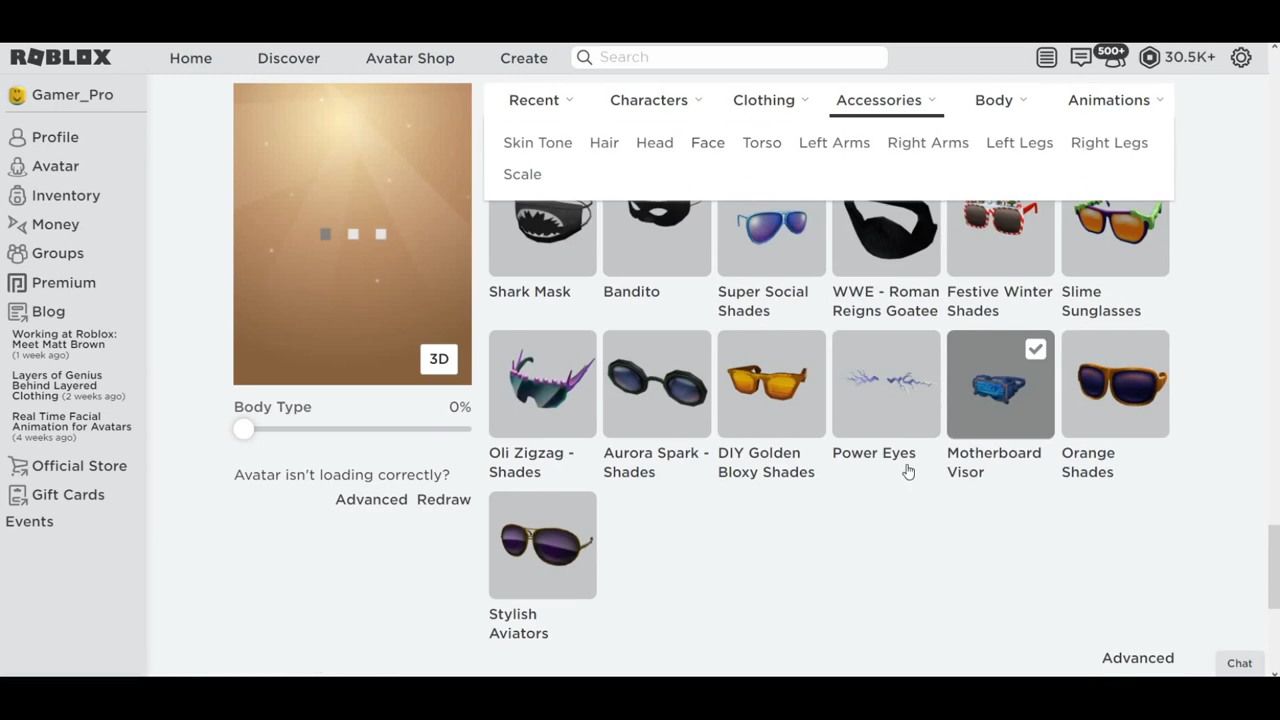 ROBLOX
Home
Discover
Avatar Shop
Create
Search
500+
30.5K+
Gamer_Pro
Profile
Avatar
Inventory
Money
Groups
Premium
Blog
Working at Roblox:
Meet Matt Brown
(1 week ago)
Layers of Genius
Behind Layered
Clothing (2 weeks ago)
Real Time Facial
Animation for Avatars
(4 weeks ago)
Official Store
Gift Cards
Events
3D
Body Type
0%
Avatar isn't loading correctly?
Advanced
Redraw
Recent
Characters
Clothing
Accessories
Body
Animations
Skin Tone
Hair
Head
Face
Torso
Left Arms
Right Arms
Left Legs
Right Legs
Scale
Shark Mask
Bandito
Super Social
Shades
WWE - Roman
Reigns Goatee
Festive Winter
Shades
Slime
Sunglasses
Oli Zigzag -
Shades
Aurora Spark -
Shades
DIY Golden
Bloxy Shades
Power Eyes
Motherboard
Visor
Orange
Shades
Stylish
Aviators
Advanced
Chat